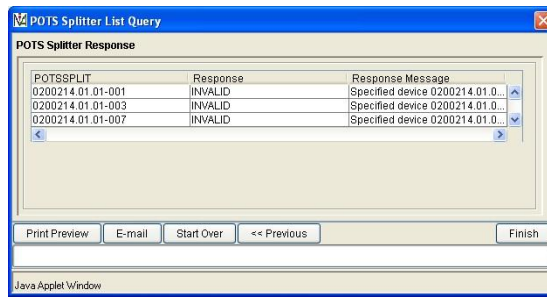 POTS Splitter List Query
POTS Splitter Response
POTSSPLIT Response Response Message
0200214.01.01-001 INVALID Specified device 0200214.01.0...
0200214.01.01-003 INVALID Specified device 0200214.01.0...
0200214.01.01-007 INVALID Specified device 0200214.01.0...
Print Preview E-mail Start Over << Previous Finish
Java Applet Window